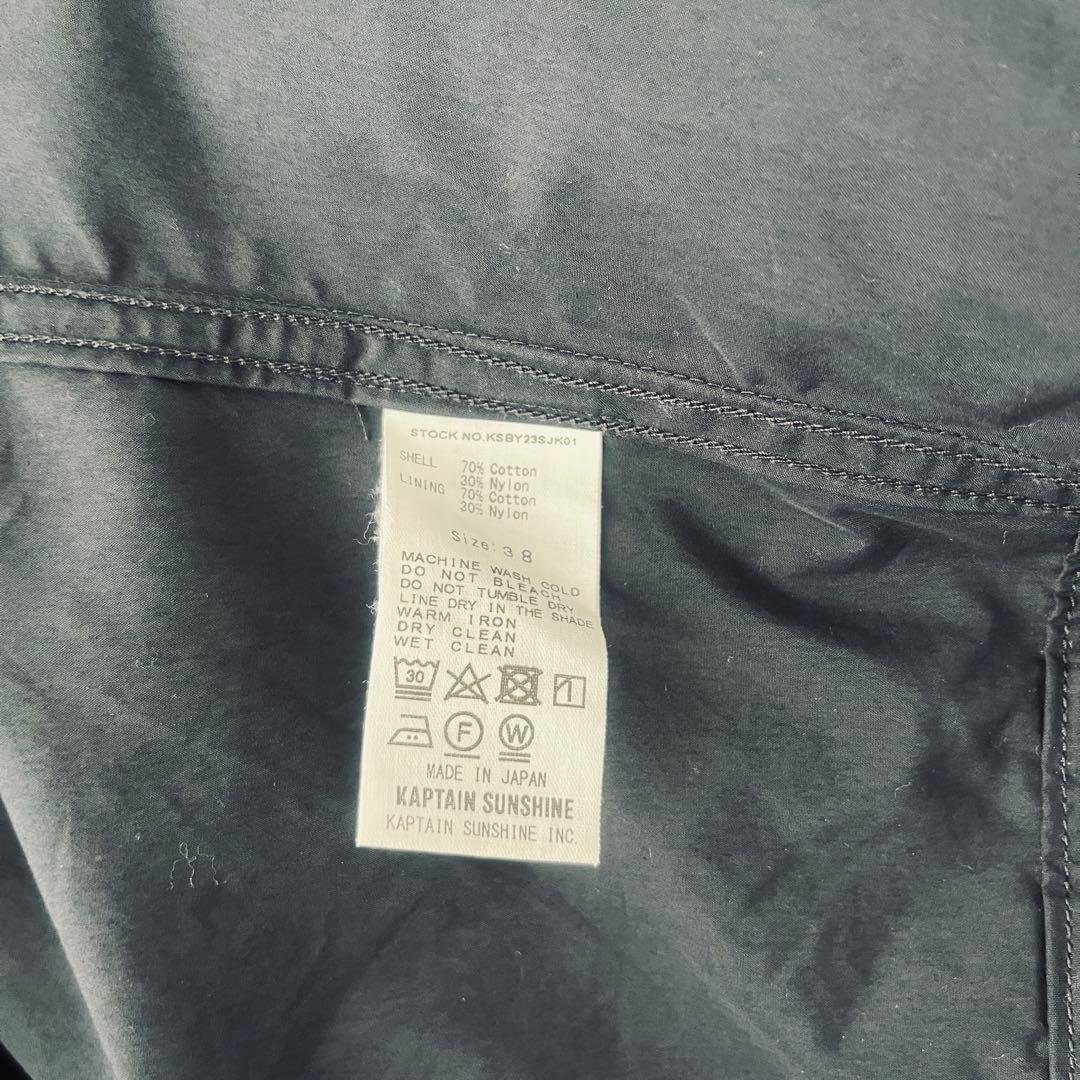 STOCK NO.KSBY23SJK01
SHELL 70% Cotton
30% Nylon
LINING 70% Cotton
30% Nylon
Size: 38
MACHINE WASH COLD
DO NOT BLEACH
DO NOT TUMBLE DRY
LINE DRY IN THE SHADE
WARM IRON
DRY CLEAN
WET CLEAN
30
F W
MADE IN JAPAN
KAPTAIN SUNSHINE
KAPTAIN SUNSHINE INC.